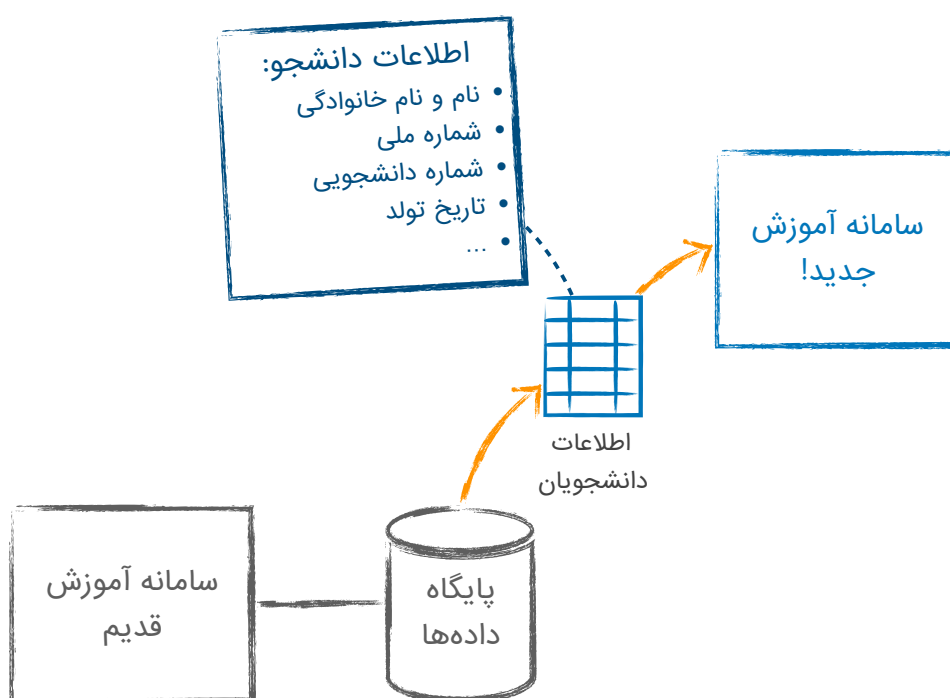 اطلاعات دانشجو:
• نام و نام خانوادگی
• شماره ملی
• شماره دانشجویی
• تاریخ تولد
• ...
سامانه آموزش
جدید!
اطلاعات
دانشجویان
پایگاه
داده‌ها
سامانه آموزش
قدیم